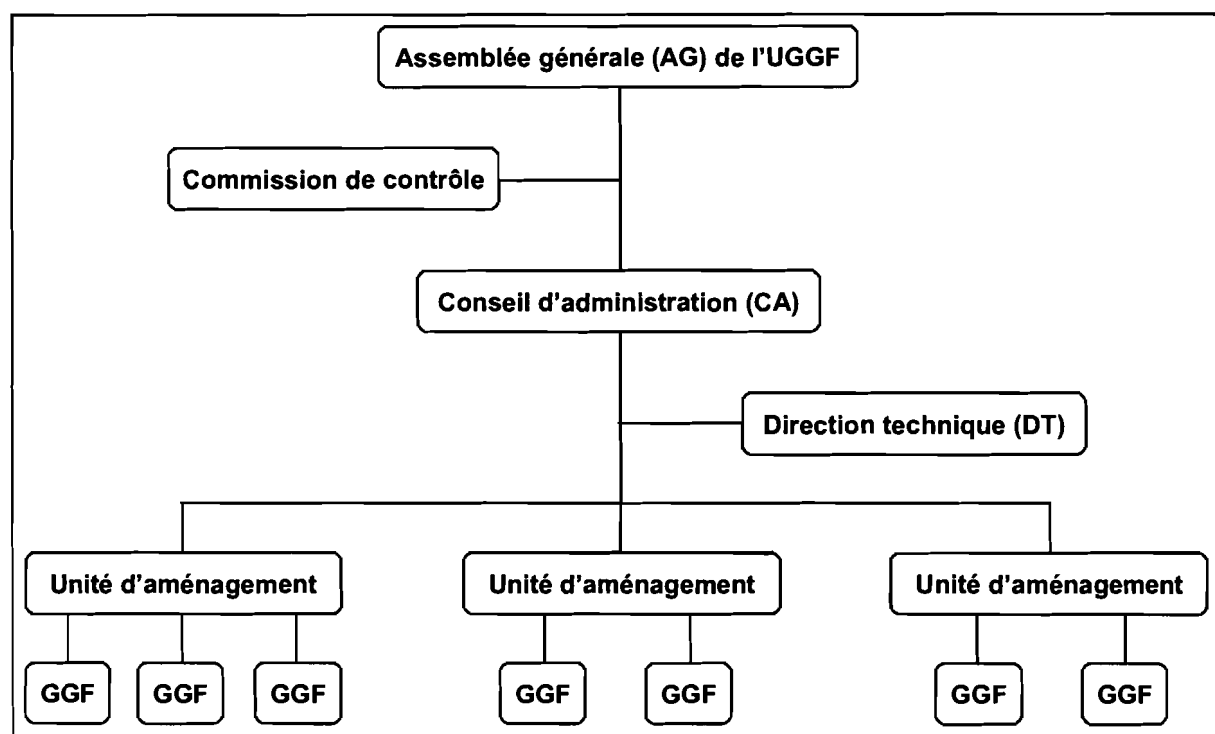 Assemblée générale (AG) de l'UGGF
Commission de contrôle
Conseil d'administration (CA)
Direction technique (DT)
Unité d'aménagement
Unité d'aménagement
Unité d'aménagement
GGF
GGF
GGF
GGF
GGF
GGF
GGF